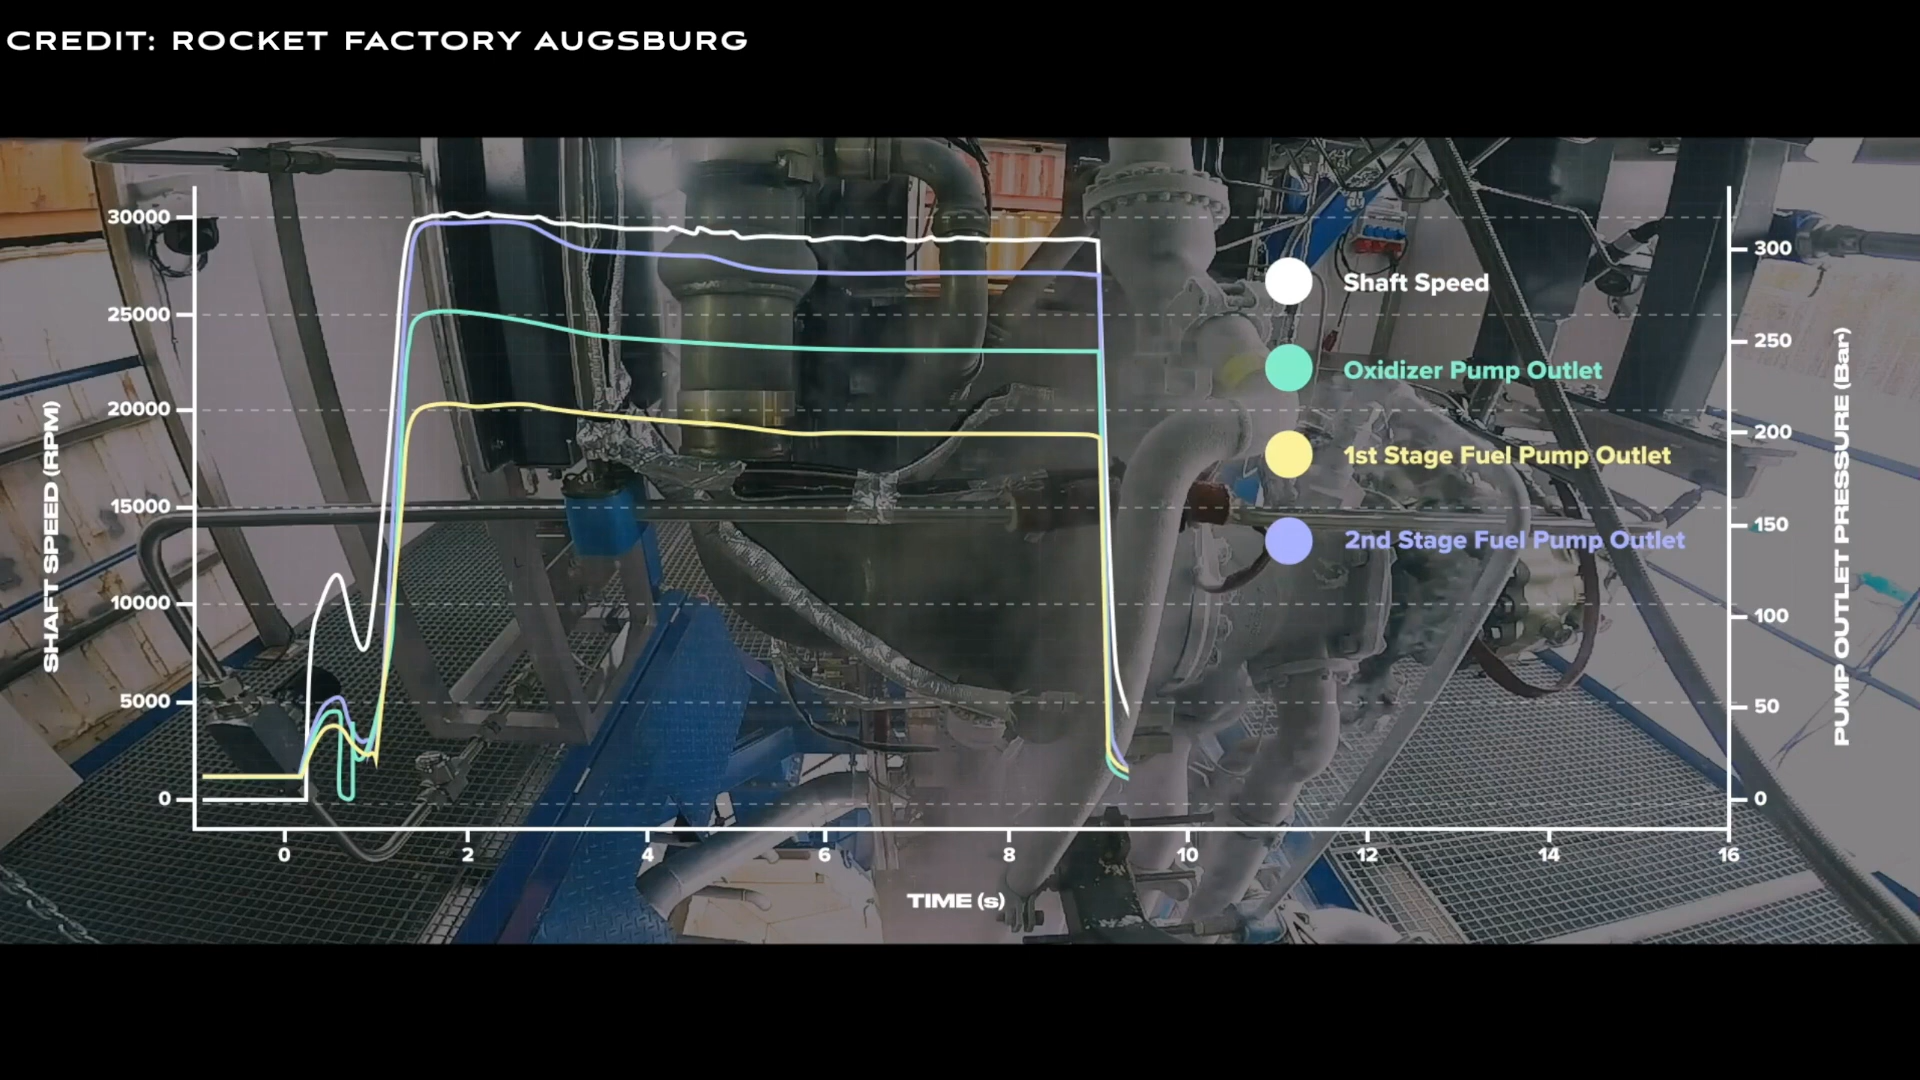 CREDIT: ROCKET FACTORY AUGSBURG
30000
25000
20000
15000
10000
5000
0
SHAFT SPEED (RPM)
Shaft Speed
Oxidizer Pump Outlet
1st Stage Fuel Pump Outlet
2nd Stage Fuel Pump Outlet
300
250
200
150
100
50
0
PUMP OUTLET PRESSURE (Bar)
0 2 4 6 8 10 12 14 16
TIME (s)